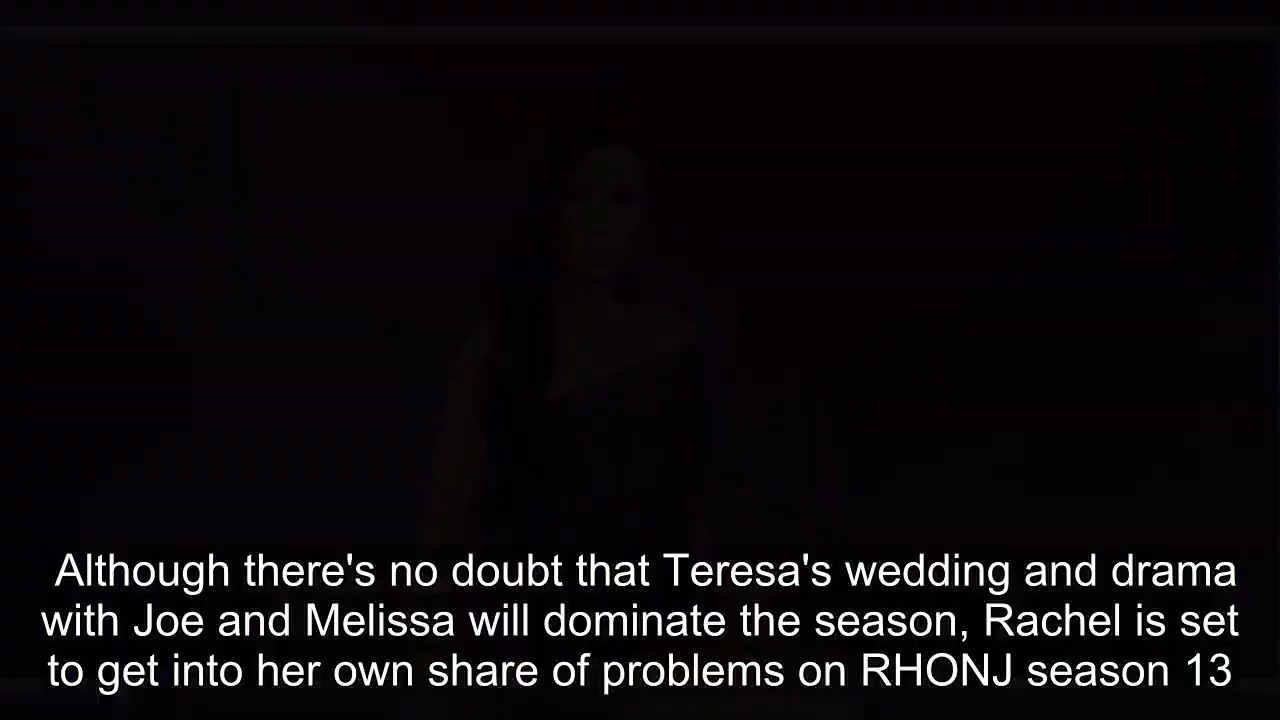 Although there's no doubt that Teresa's wedding and drama
with Joe and Melissa will dominate the season, Rachel is set
to get into her own share of problems on RHONJ season 13